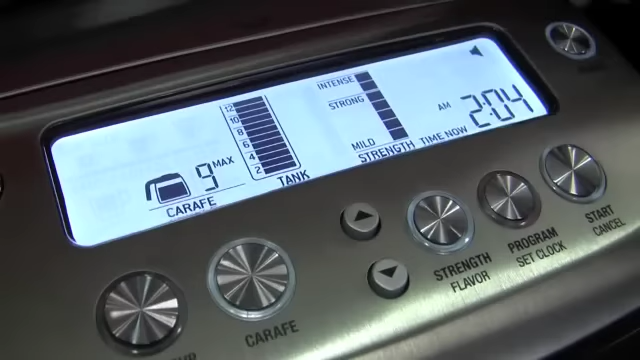 12
10
8
6
4
2
TANK
9 MAX
CARAFE
INTENSE
STRONG
MILD
STRENGTH
AM 2:04
TIME NOW
CARAFE
STRENGTH
FLAVOR
PROGRAM
SET CLOCK
START
CANCEL